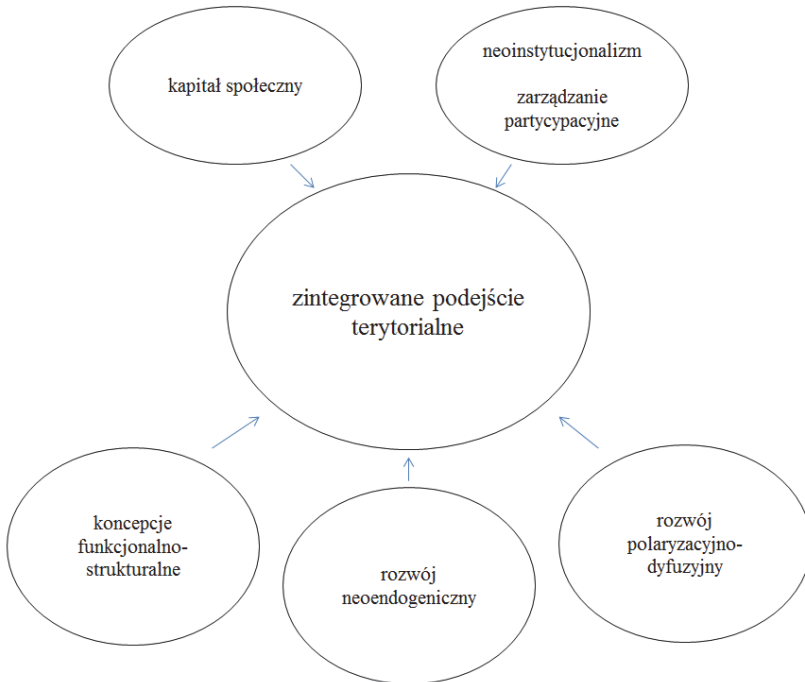 kapitał społeczny
neoinstytucjonalizm
zarządzanie
partycypacyjne
zintegrowane podejście
terytorialne
koncepcje
funkcjonalno-
strukturalne
rozwój
neoendogeniczny
rozwój
polaryzacyjno-
dyfuzyjny